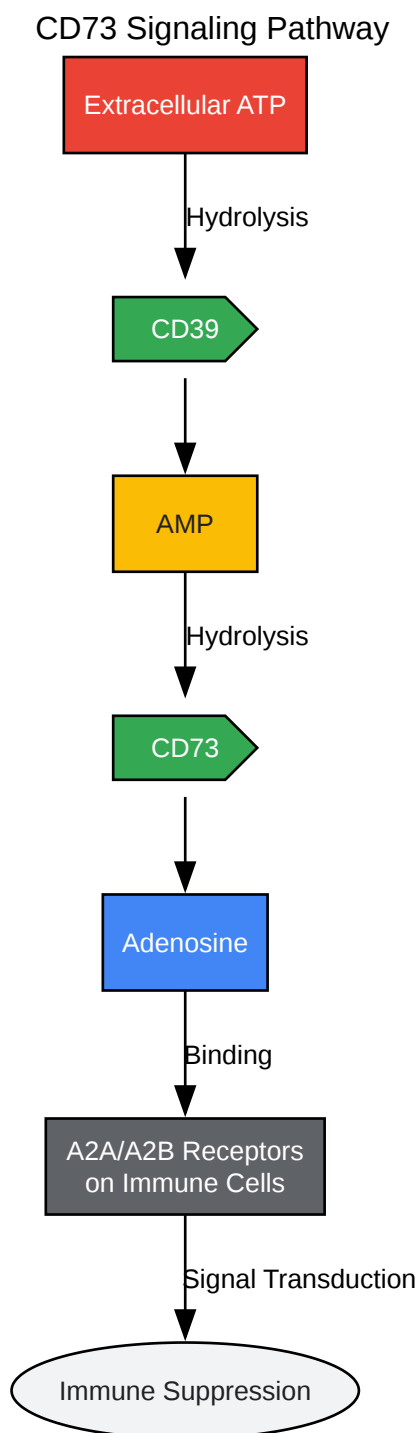 CD73 Signaling Pathway
Extracellular ATP
Hydrolysis
CD39
AMP
Hydrolysis
CD73
Adenosine
Binding
A2A/A2B Receptors
on Immune Cells
Signal Transduction
Immune Suppression